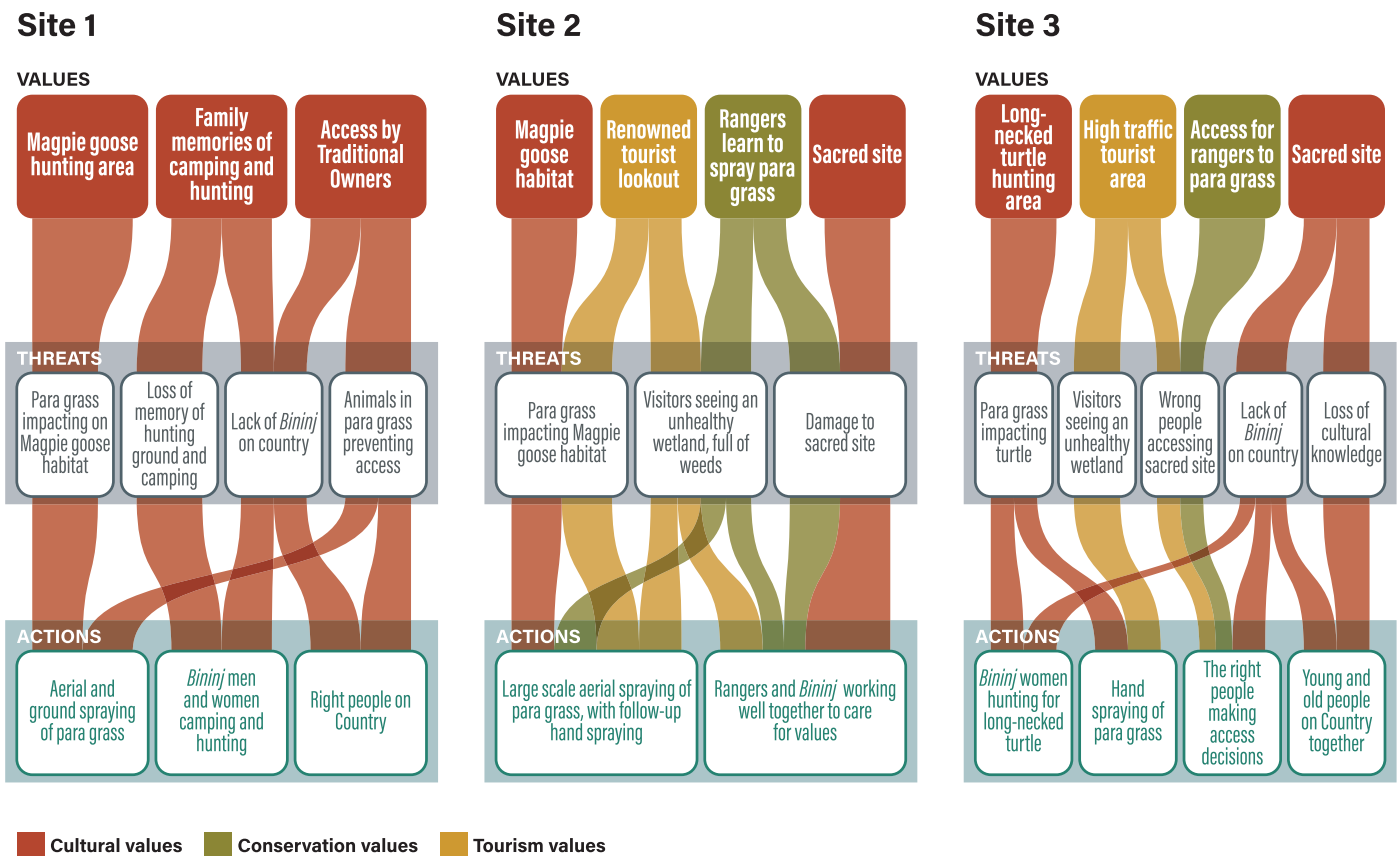 Site 1
VALUES
Magpie goose
hunting area
Family
memories of
camping and
hunting
Access by
Traditional
Owners
THREATS
Para grass
impacting on
Magpie goose
habitat
Loss of
memory of
hunting
ground and
camping
Lack of Bininj
on country
Animals in
para grass
preventing
access
ACTIONS
Aerial and
ground spraying
of para grass
Bininj men
and women
camping and
hunting
Right people on
Country
Site 2
VALUES
Magpie
goose
habitat
Renowned
tourist
lookout
Rangers
learn to
spray para
grass
Sacred site
THREATS
Para grass
impacting Magpie
goose habitat
Visitors seeing an
unhealthy
wetland, full of
weeds
Damage to
sacred site
ACTIONS
Large scale aerial spraying of
para grass, with follow-up
hand spraying
Rangers and Bininj working
well together to care
for values
Site 3
VALUES
Long-
necked
turtle
hunting
area
High traffic
tourist
area
Access for
rangers to
para grass
Sacred site
THREATS
Para grass
impacting
turtle
Visitors
seeing an
unhealthy
wetland
Wrong
people
accessing
sacred site
Lack of
Bininj
on country
Loss of
cultural
knowledge
ACTIONS
Bininj women
hunting for
long-necked
turtle
Hand
spraying of
para grass
The right
people
making
access
decisions
Young and
old people
on Country
together
Cultural values
Conservation values
Tourism values